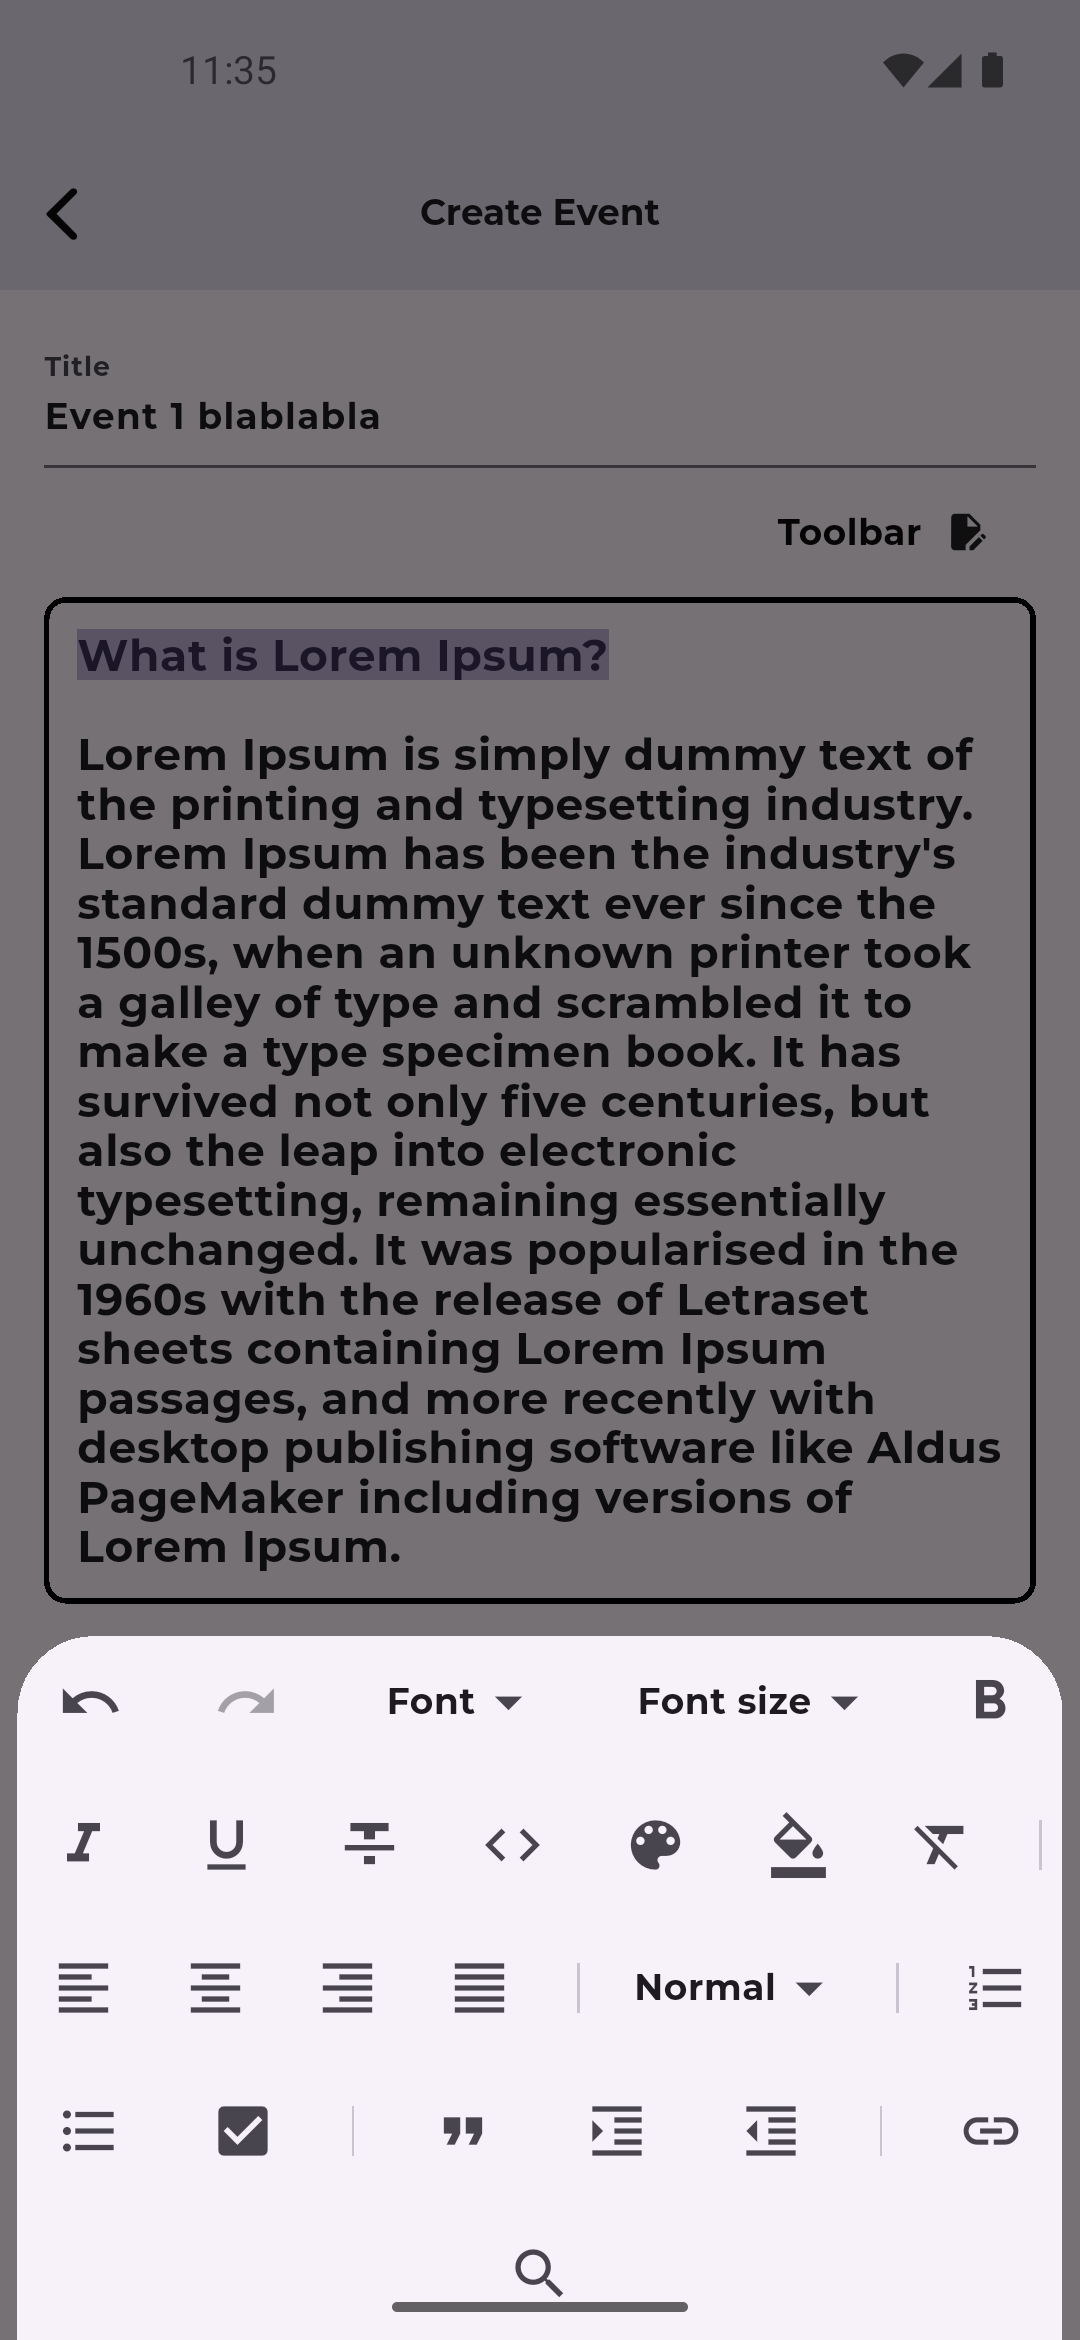 11:35
Create Event
Title
Event 1 blablabla
Toolbar
What is Lorem Ipsum?
Lorem Ipsum is simply dummy text of
the printing and typesetting industry.
Lorem Ipsum has been the industry's
standard dummy text ever since the
1500s, when an unknown printer took
a galley of type and scrambled it to
make a type specimen book. It has
survived not only five centuries, but
also the leap into electronic
typesetting, remaining essentially
unchanged. It was popularised in the
1960s with the release of Letraset
sheets containing Lorem Ipsum
passages, and more recently with
desktop publishing software like Aldus
PageMaker including versions of
Lorem Ipsum.
Font Font size B
Normal